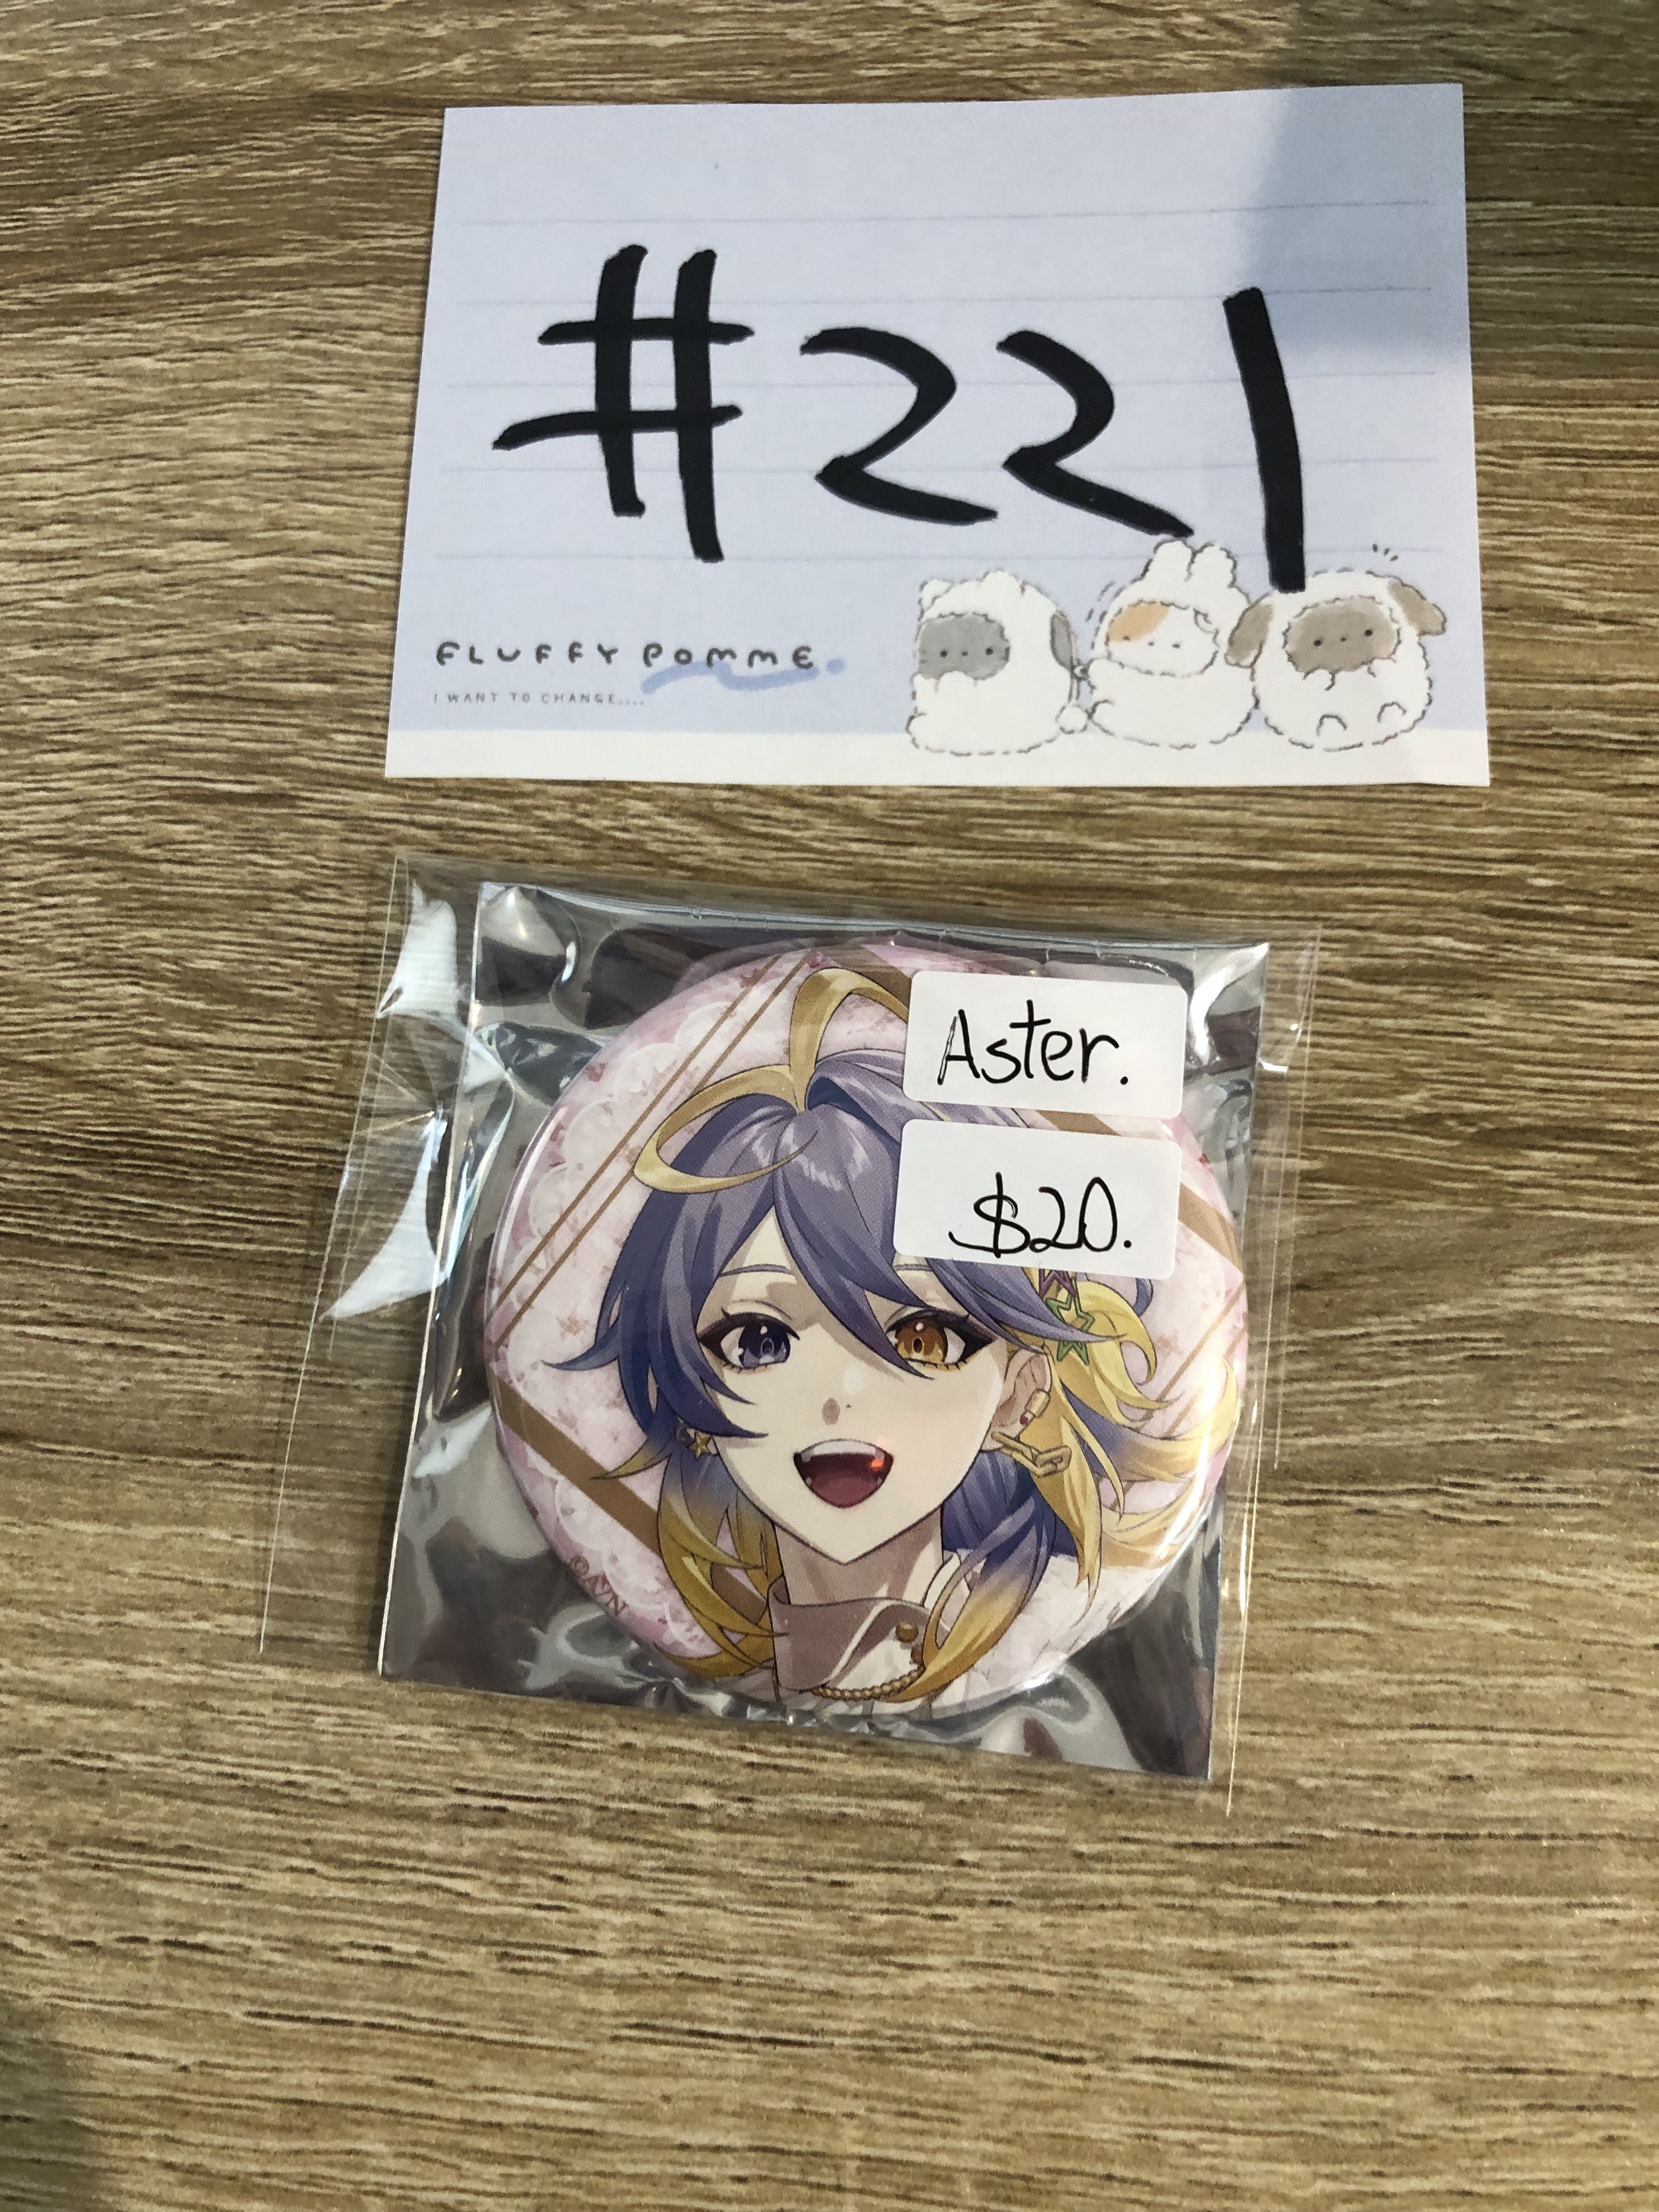 #221
FLUFFY POMME
I WANT TO CHANGE....
Aster.
$20.